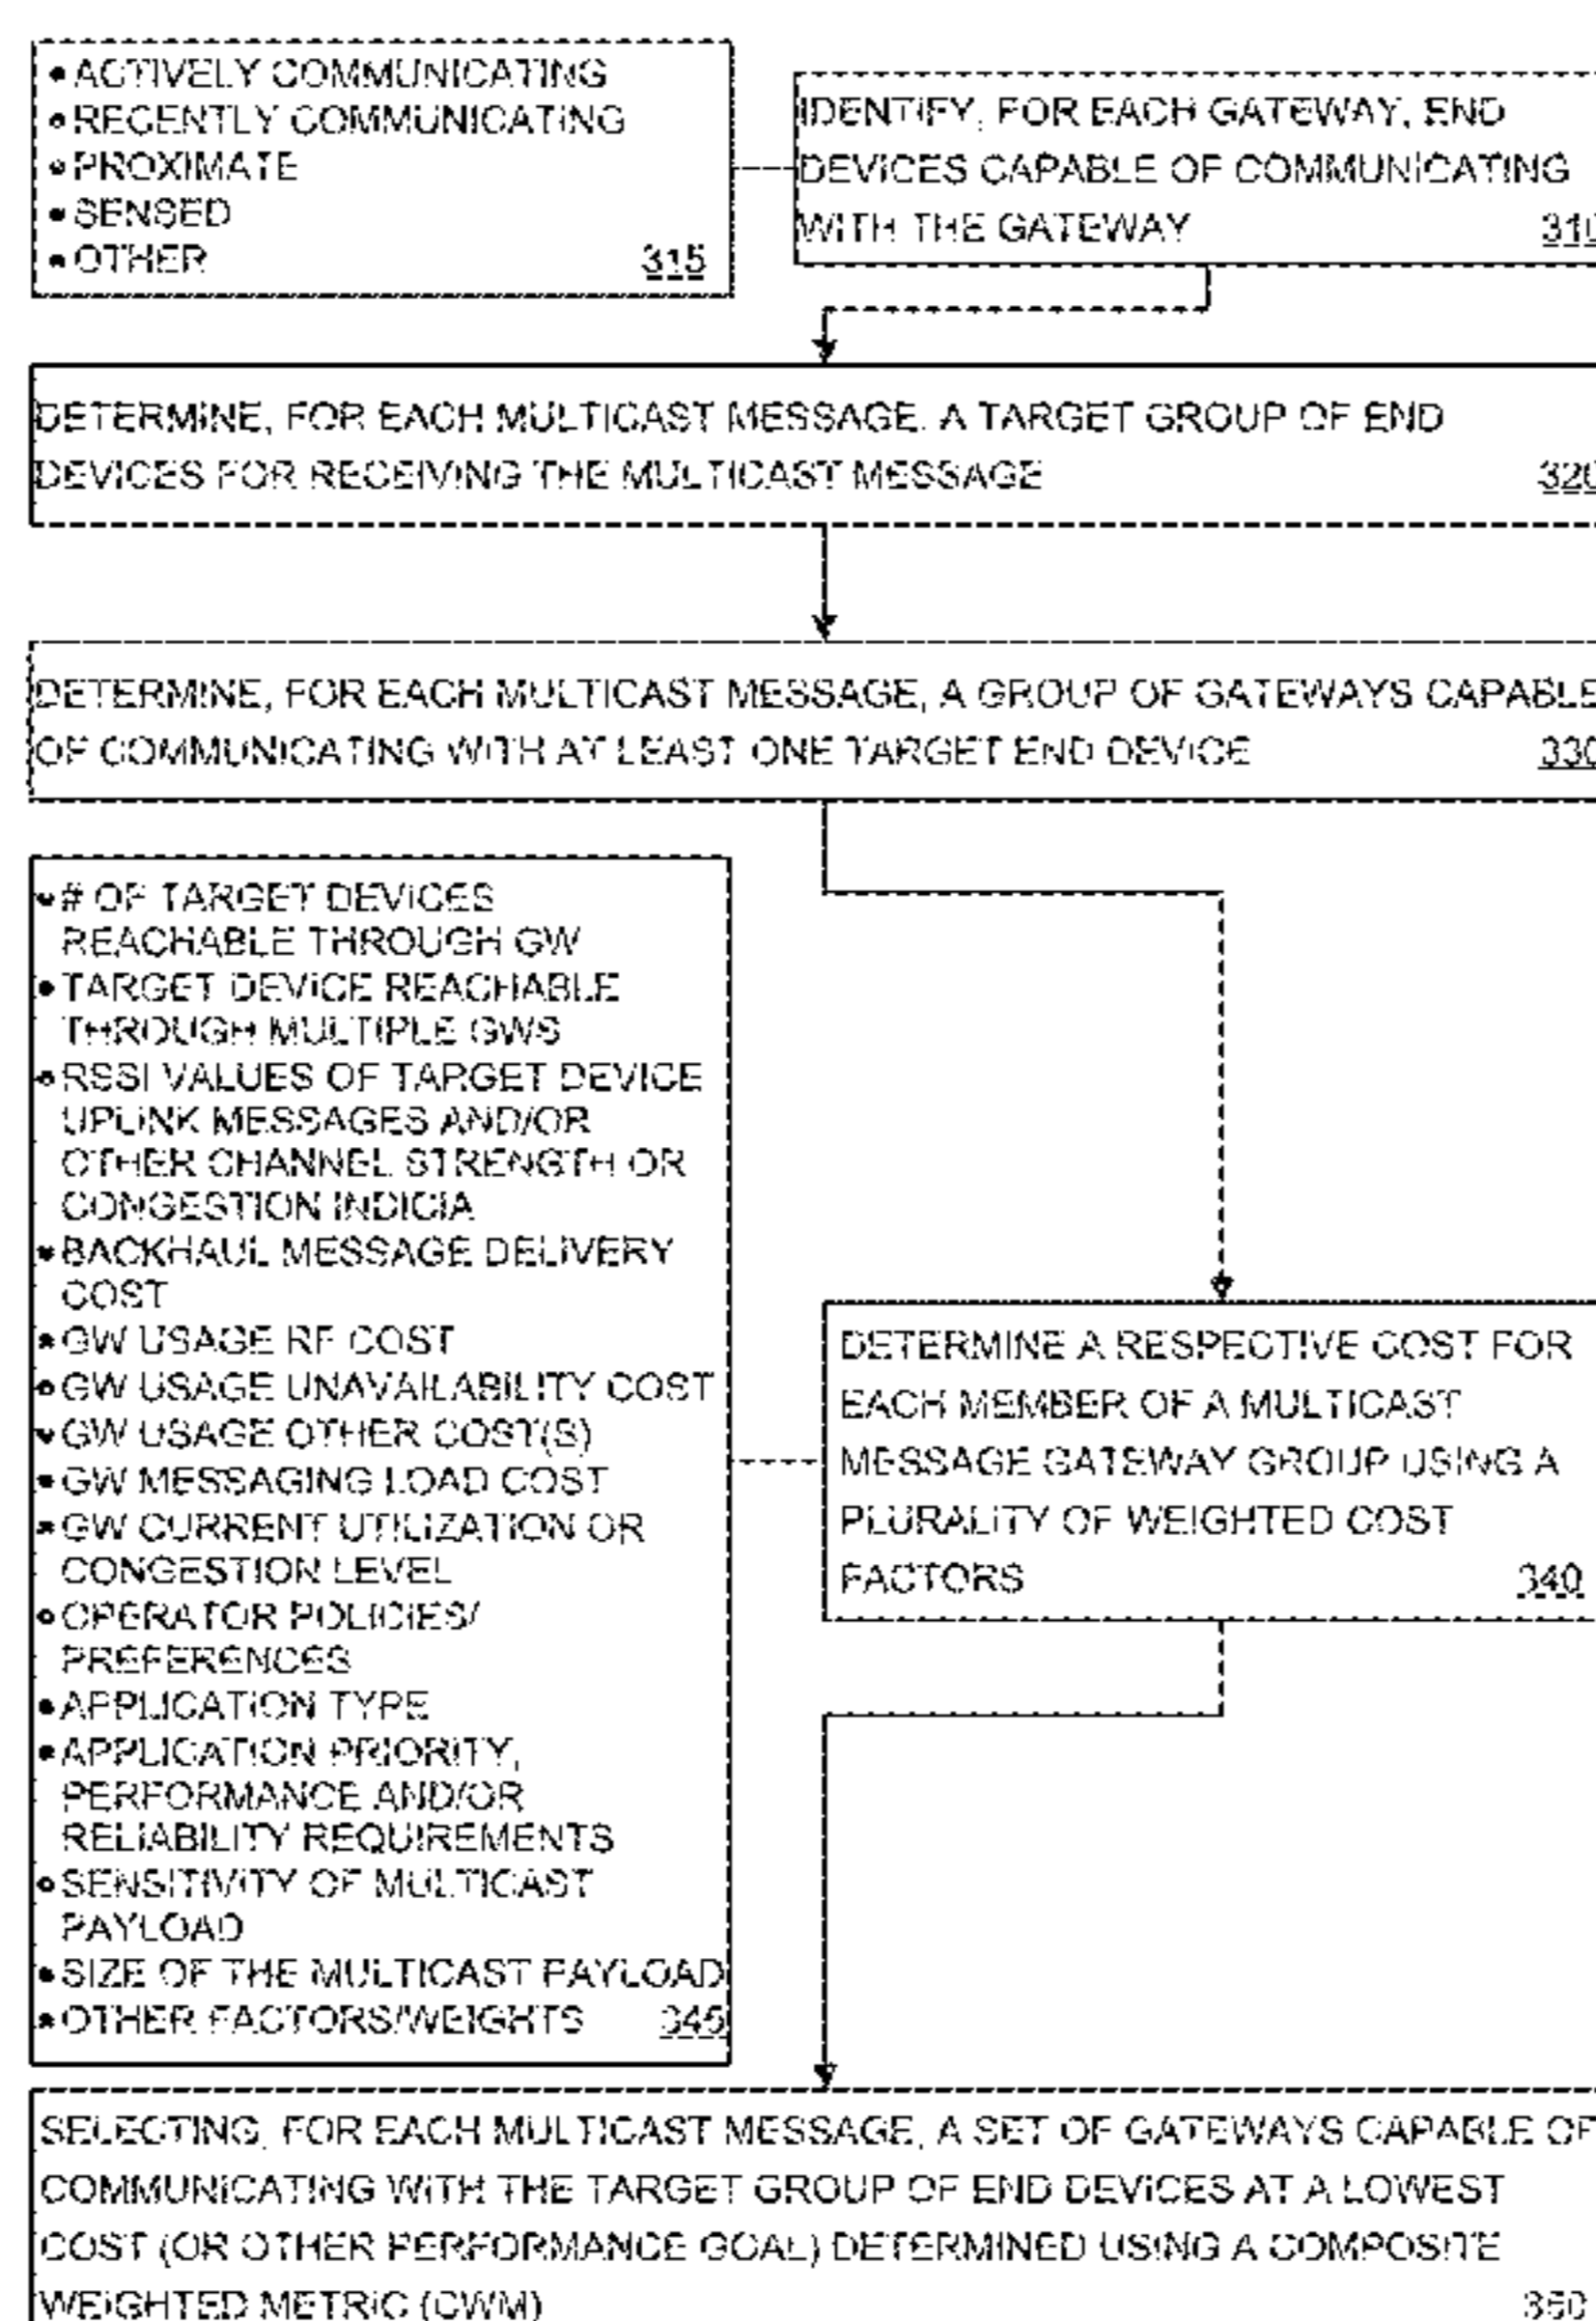 • ACTIVELY COMMUNICATING
• RECENTLY COMMUNICATING
• PROXIMATE
• SENSED
• OTHER 315
IDENTIFY, FOR EACH GATEWAY, END
DEVICES CAPABLE OF COMMUNICATING
WITH THE GATEWAY 310
DETERMINE, FOR EACH MULTICAST MESSAGE, A TARGET GROUP OF END
DEVICES FOR RECEIVING THE MULTICAST MESSAGE 320
DETERMINE, FOR EACH MULTICAST MESSAGE, A GROUP OF GATEWAYS CAPABLE
OF COMMUNICATING WITH AT LEAST ONE TARGET END DEVICE 330
• # OF TARGET DEVICES
REACHABLE THROUGH GW
• TARGET DEVICE REACHABLE
THROUGH MULTIPLE GWS
• RSSI VALUES OF TARGET DEVICE
UPLINK MESSAGES AND/OR
OTHER CHANNEL STRENGTH OR
CONGESTION INDICIA
• BACKHAUL MESSAGE DELIVERY
COST
• GW USAGE RF COST
• GW USAGE UNAVAILABILITY COST
• GW USAGE OTHER COST(S)
• GW MESSAGING LOAD COST
• GW CURRENT UTILIZATION OR
CONGESTION LEVEL
• OPERATOR POLICIES/
PREFERENCES
• APPLICATION TYPE
• APPLICATION PRIORITY,
PERFORMANCE AND/OR
RELIABILITY REQUIREMENTS
• SENSITIVITY OF MULTICAST
PAYLOAD
• SIZE OF THE MULTICAST PAYLOAD
• OTHER FACTORS/WEIGHTS 345
DETERMINE A RESPECTIVE COST FOR
EACH MEMBER OF A MULTICAST
MESSAGE GATEWAY GROUP USING A
PLURALITY OF WEIGHTED COST
FACTORS 340
SELECTING, FOR EACH MULTICAST MESSAGE, A SET OF GATEWAYS CAPABLE OF
COMMUNICATING WITH THE TARGET GROUP OF END DEVICES AT A LOWEST
COST (OR OTHER PERFORMANCE GOAL) DETERMINED USING A COMPOSITE
WEIGHTED METRIC (CWM) 350